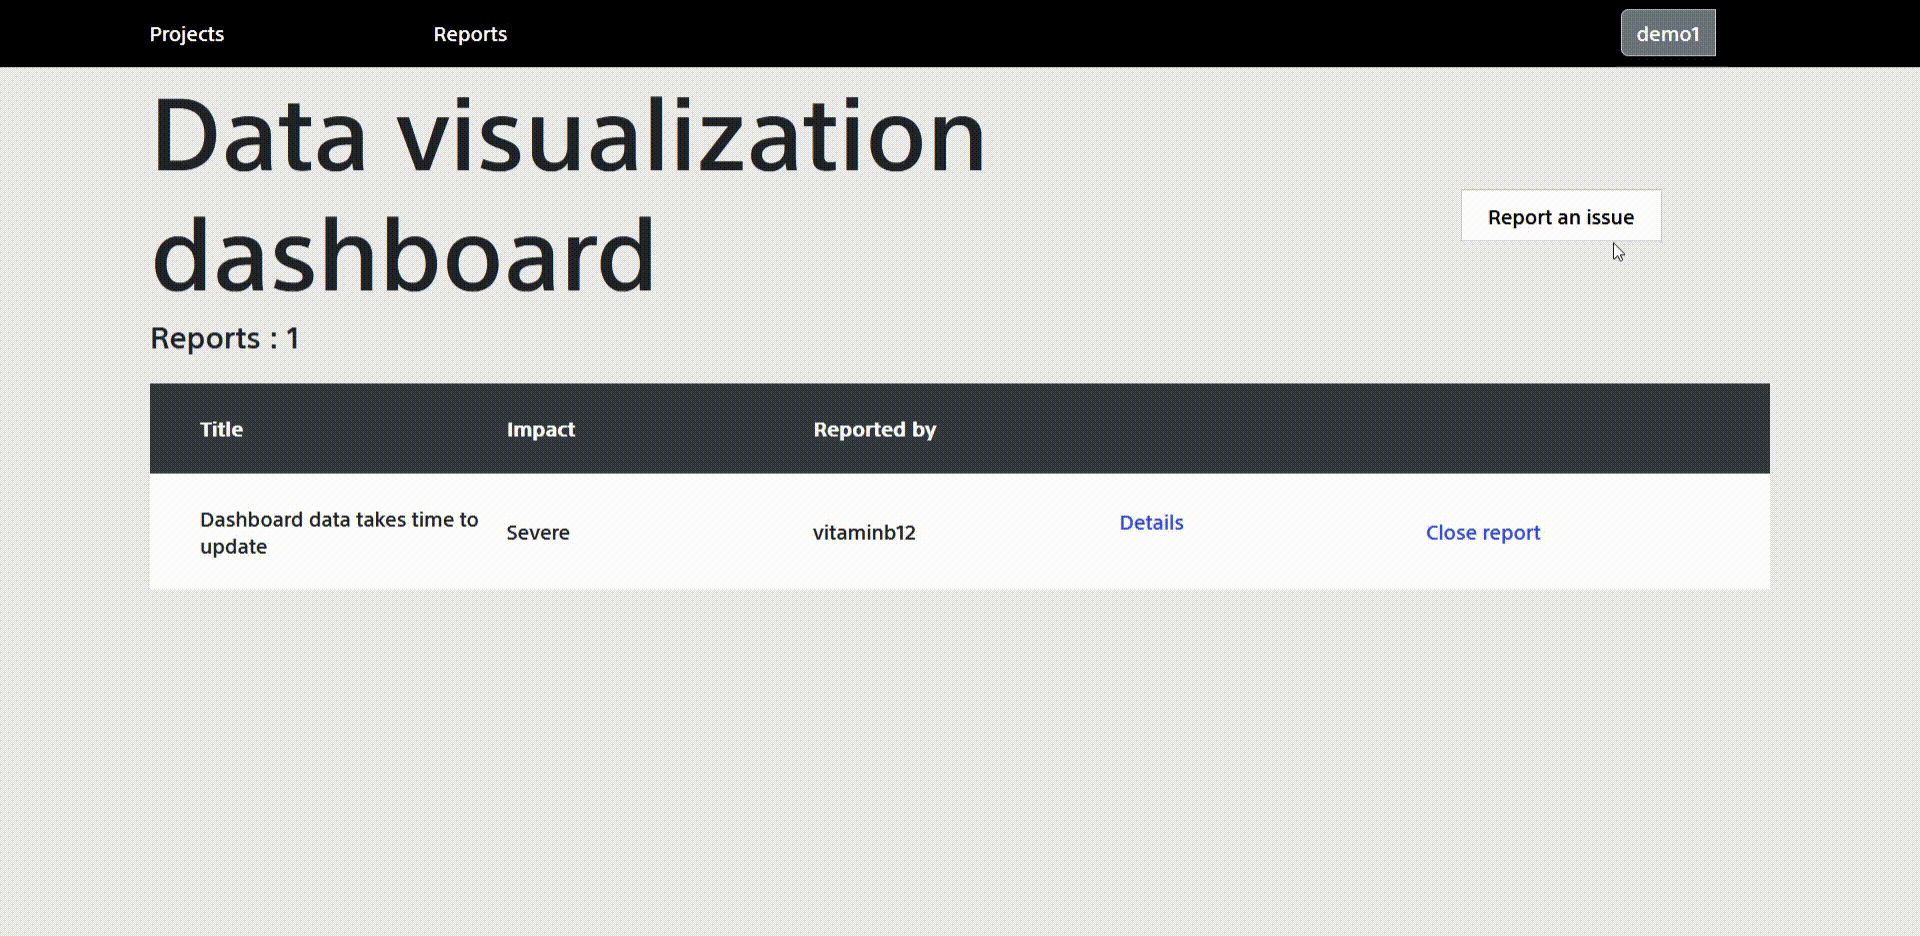 Projects Reports demo1
Data visualization
dashboard
Report an issue
Reports : 1
Title Impact Reported by
Dashboard data takes time to
update
Severe
vitaminb12
Details
Close report